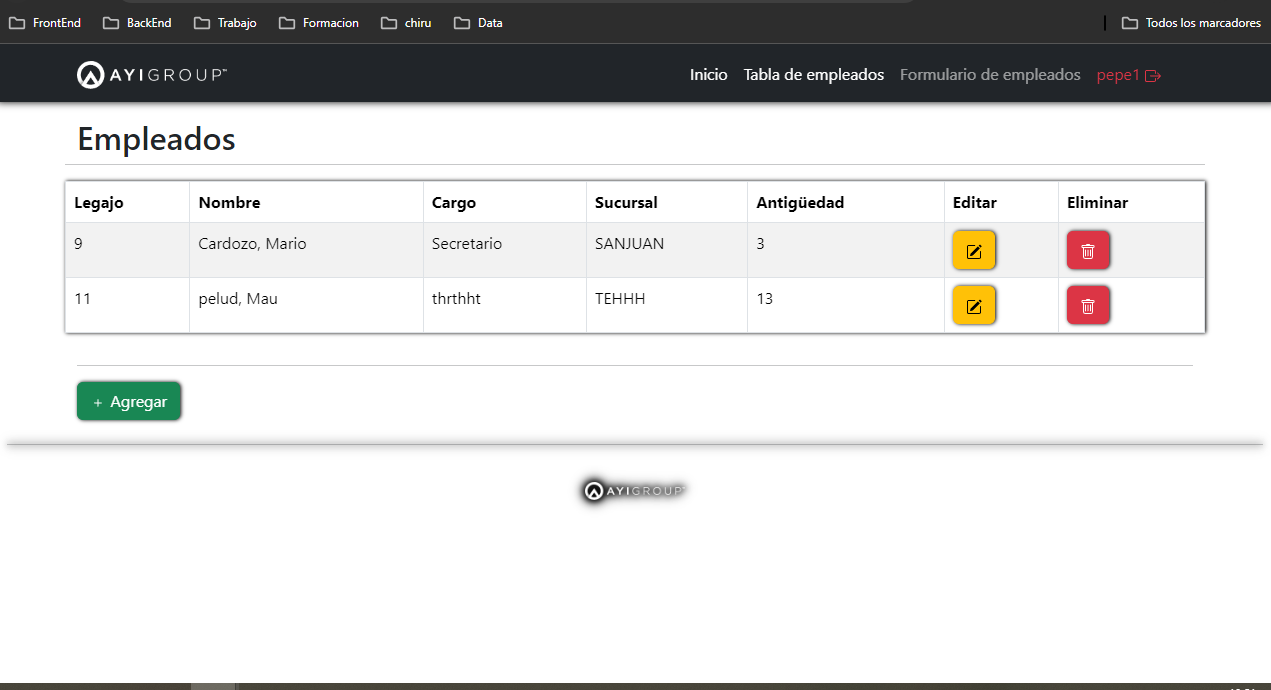 FrontEnd BackEnd Trabajo Formacion chiru Data Todos los marcadores
AYIGROUP™ Inicio Tabla de empleados Formulario de empleados pepe1
Empleados
Legajo Nombre Cargo Sucursal Antigüedad Editar Eliminar
9 Cardozo, Mario Secretario SANJUAN 3
11 pelud, Mau thrthht TEHHH 13
+ Agregar
AYIGROUP™